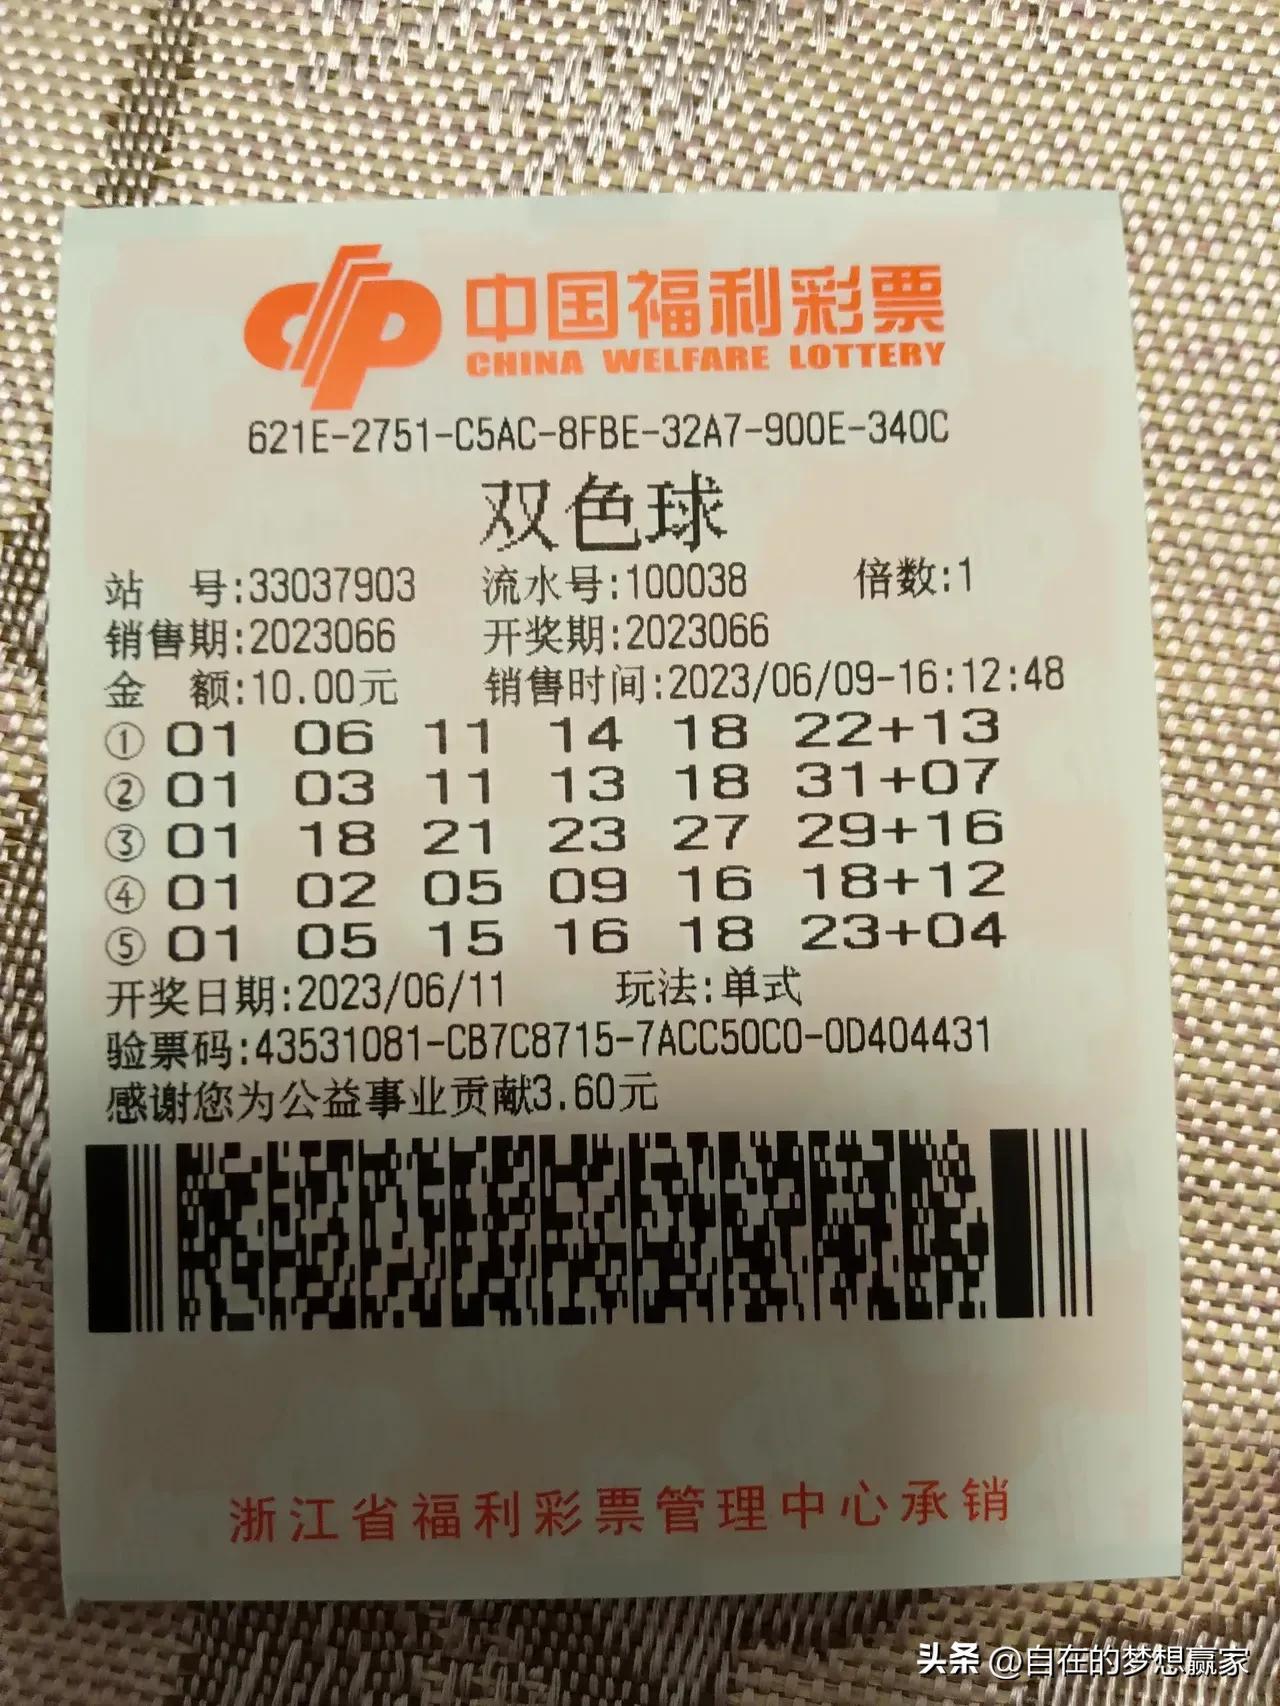 中国福利彩票
CHINA WELFARE LOTTERY
621E-2751-C5AC-8FBE-32A7-900E-340C
双色球
站 号:33037903 流水号:100038 倍数:1
销售期:2023066 开奖期:2023066
金 额:10.00元 销售时间:2023/06/09-16:12:48
① 01 06 11 14 18 22+13
② 01 03 11 13 18 31+07
③ 01 18 21 23 27 29+16
④ 01 02 05 09 16 18+12
⑤ 01 05 15 16 18 23+04
开奖日期:2023/06/11 玩法:单式
验票码:43531081-CB7C8715-7ACC50C0-0D404431
感谢您为公益事业贡献3.60元
浙江省福利彩票管理中心承销
头条 @自在的梦想赢家